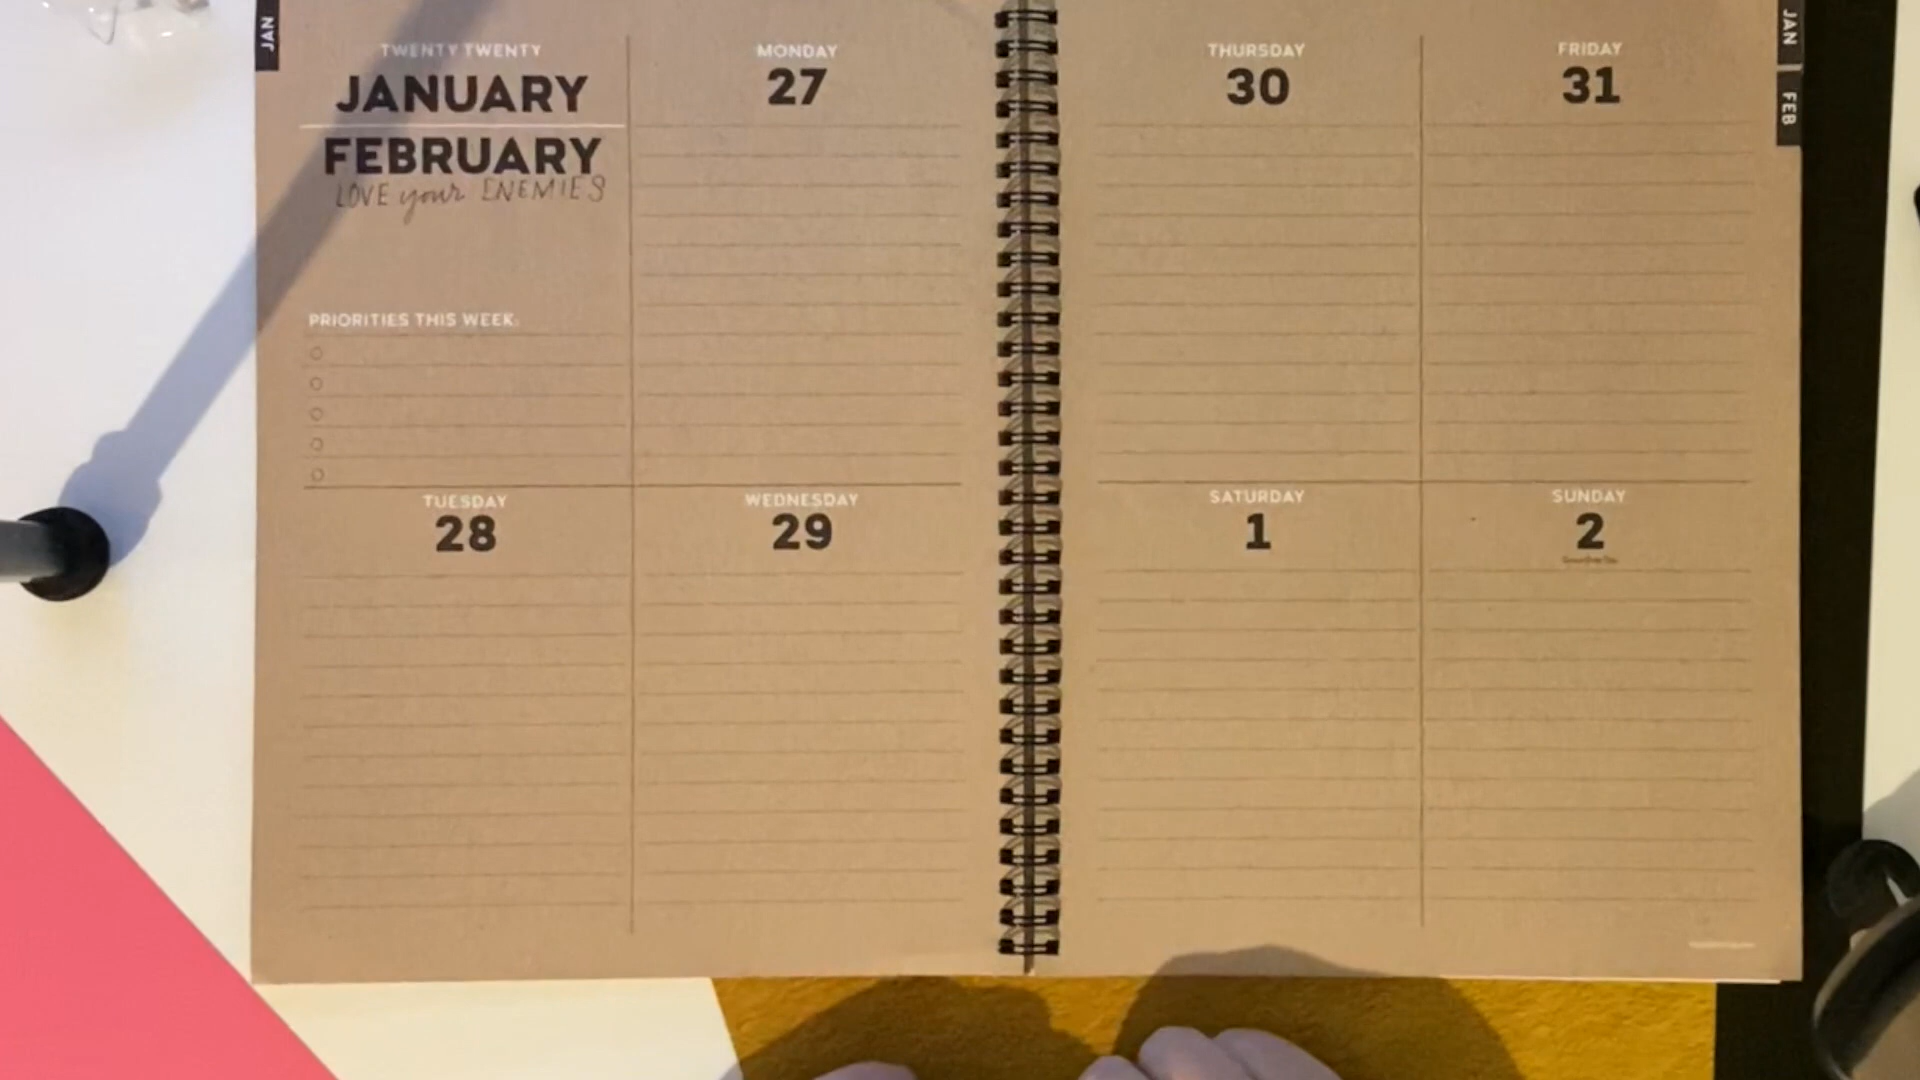 JAN
TWENTY TWENTY
JANUARY
FEBRUARY
LOVE your ENEMIES
PRIORITIES THIS WEEK:
MONDAY
27
TUESDAY
28
WEDNESDAY
29
THURSDAY
30
FRIDAY
31
SATURDAY
1
SUNDAY
2
JAN
FEB